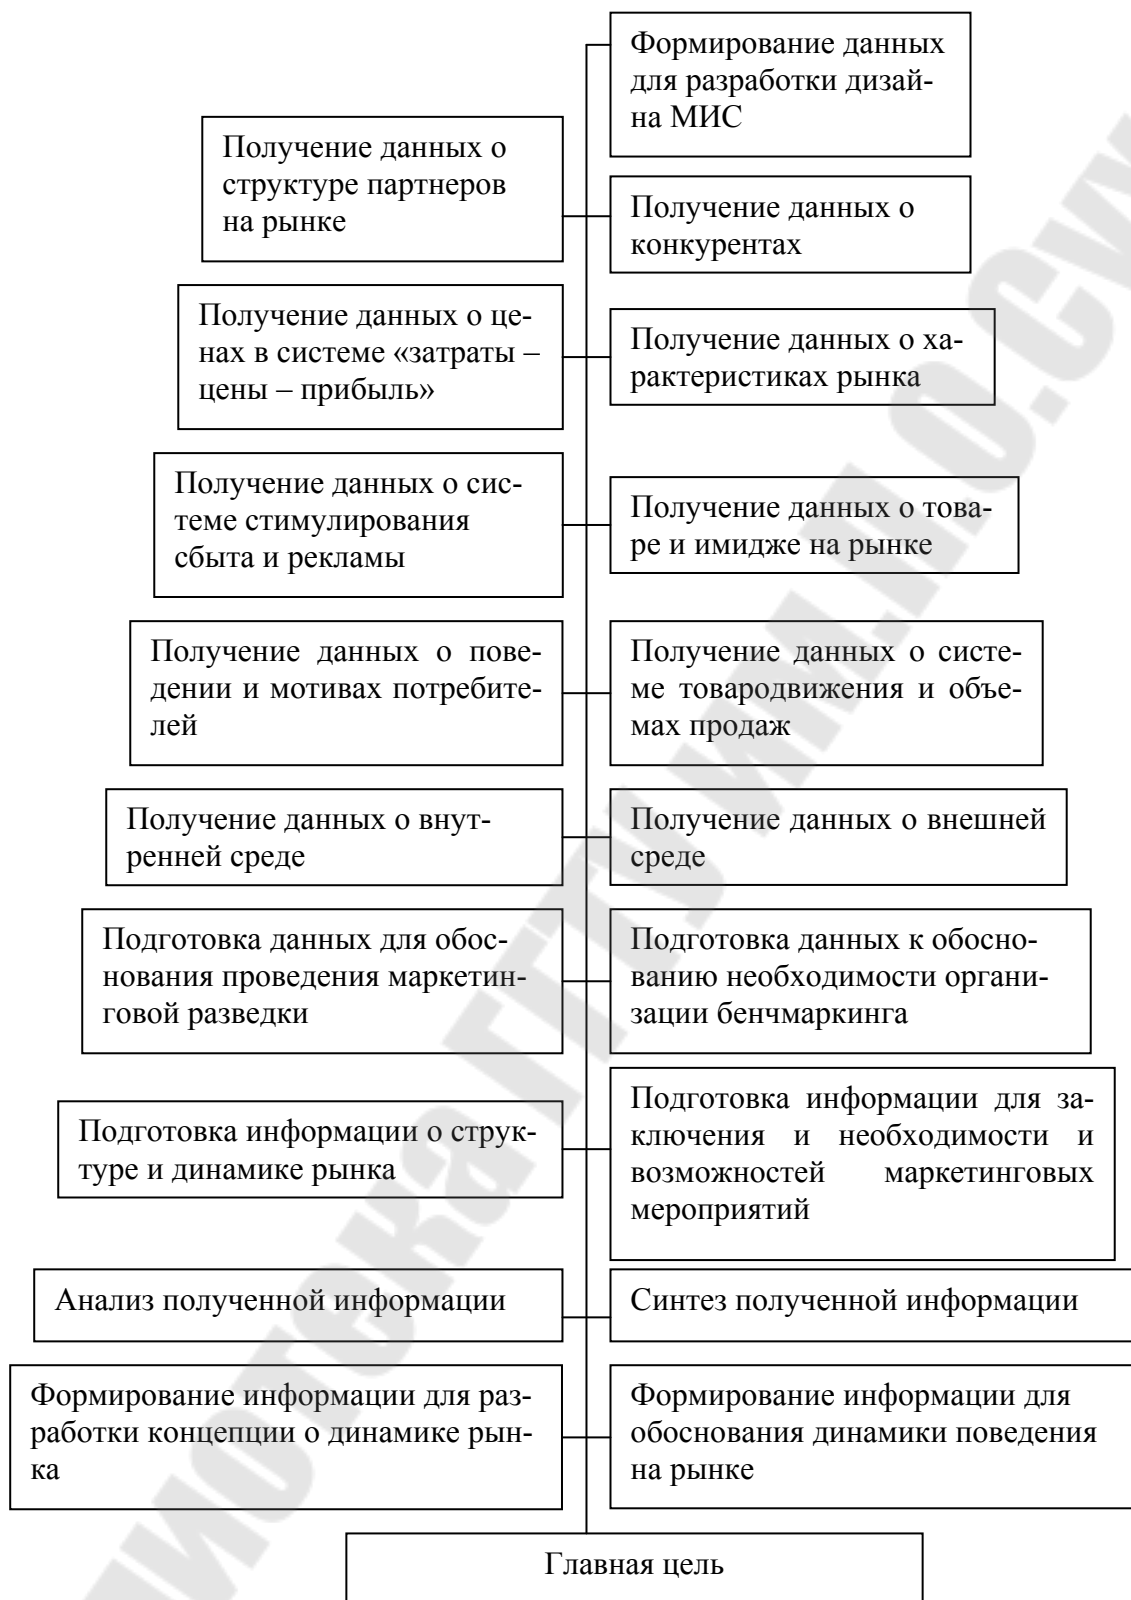 Формирование данных
для разработки дизай-
на МИС
Получение данных о
структуре партнеров
на рынке
Получение данных о
конкурентах
Получение данных о це-
нах в системе «затраты –
цены – прибыль»
Получение данных о ха-
рактеристиках рынка
Получение данных о сис-
теме стимулирования
сбыта и рекламы
Получение данных о това-
ре и имидже на рынке
Получение данных о пове-
дении и мотивах потребите-
лей
Получение данных о систе-
ме товародвижения и объе-
мах продаж
Получение данных о внут-
ренней среде
Получение данных о внешней
среде
Подготовка данных для обос-
нования проведения маркетин-
говой разведки
Подготовка данных к обосно-
ванию необходимости органи-
зации бенчмаркинга
Подготовка информации о струк-
туре и динамике рынка
Подготовка информации для за-
ключения и необходимости и
возможностей маркетинговых
мероприятий
Анализ полученной информации
Синтез полученной информации
Формирование информации для раз-
работки концепции о динамике рын-
ка
Формирование информации для
обоснования динамики поведения
на рынке
Главная цель
ГГТУ им.П.О.